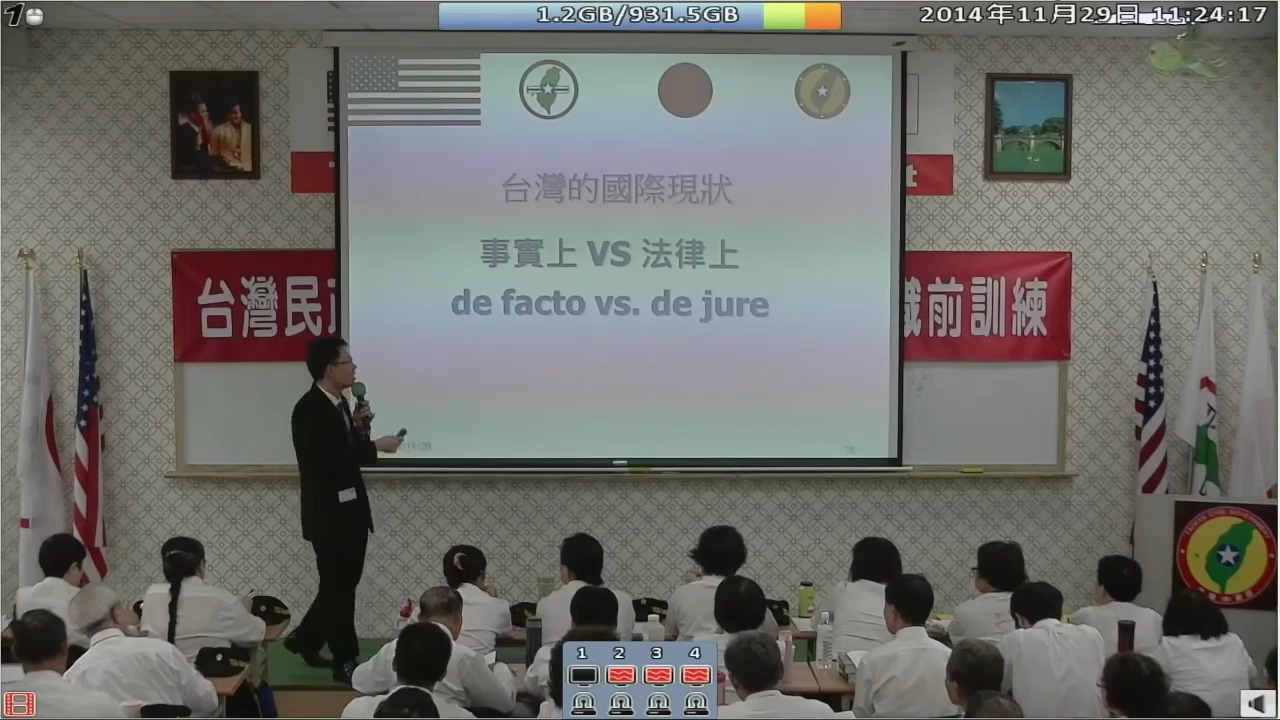 1.2GB/931.5GB
2014年11月29日 11:24:17
台灣的國際現狀
事實上 VS 法律上
de facto vs. de jure
台灣民
職前訓練
1 2 3 4